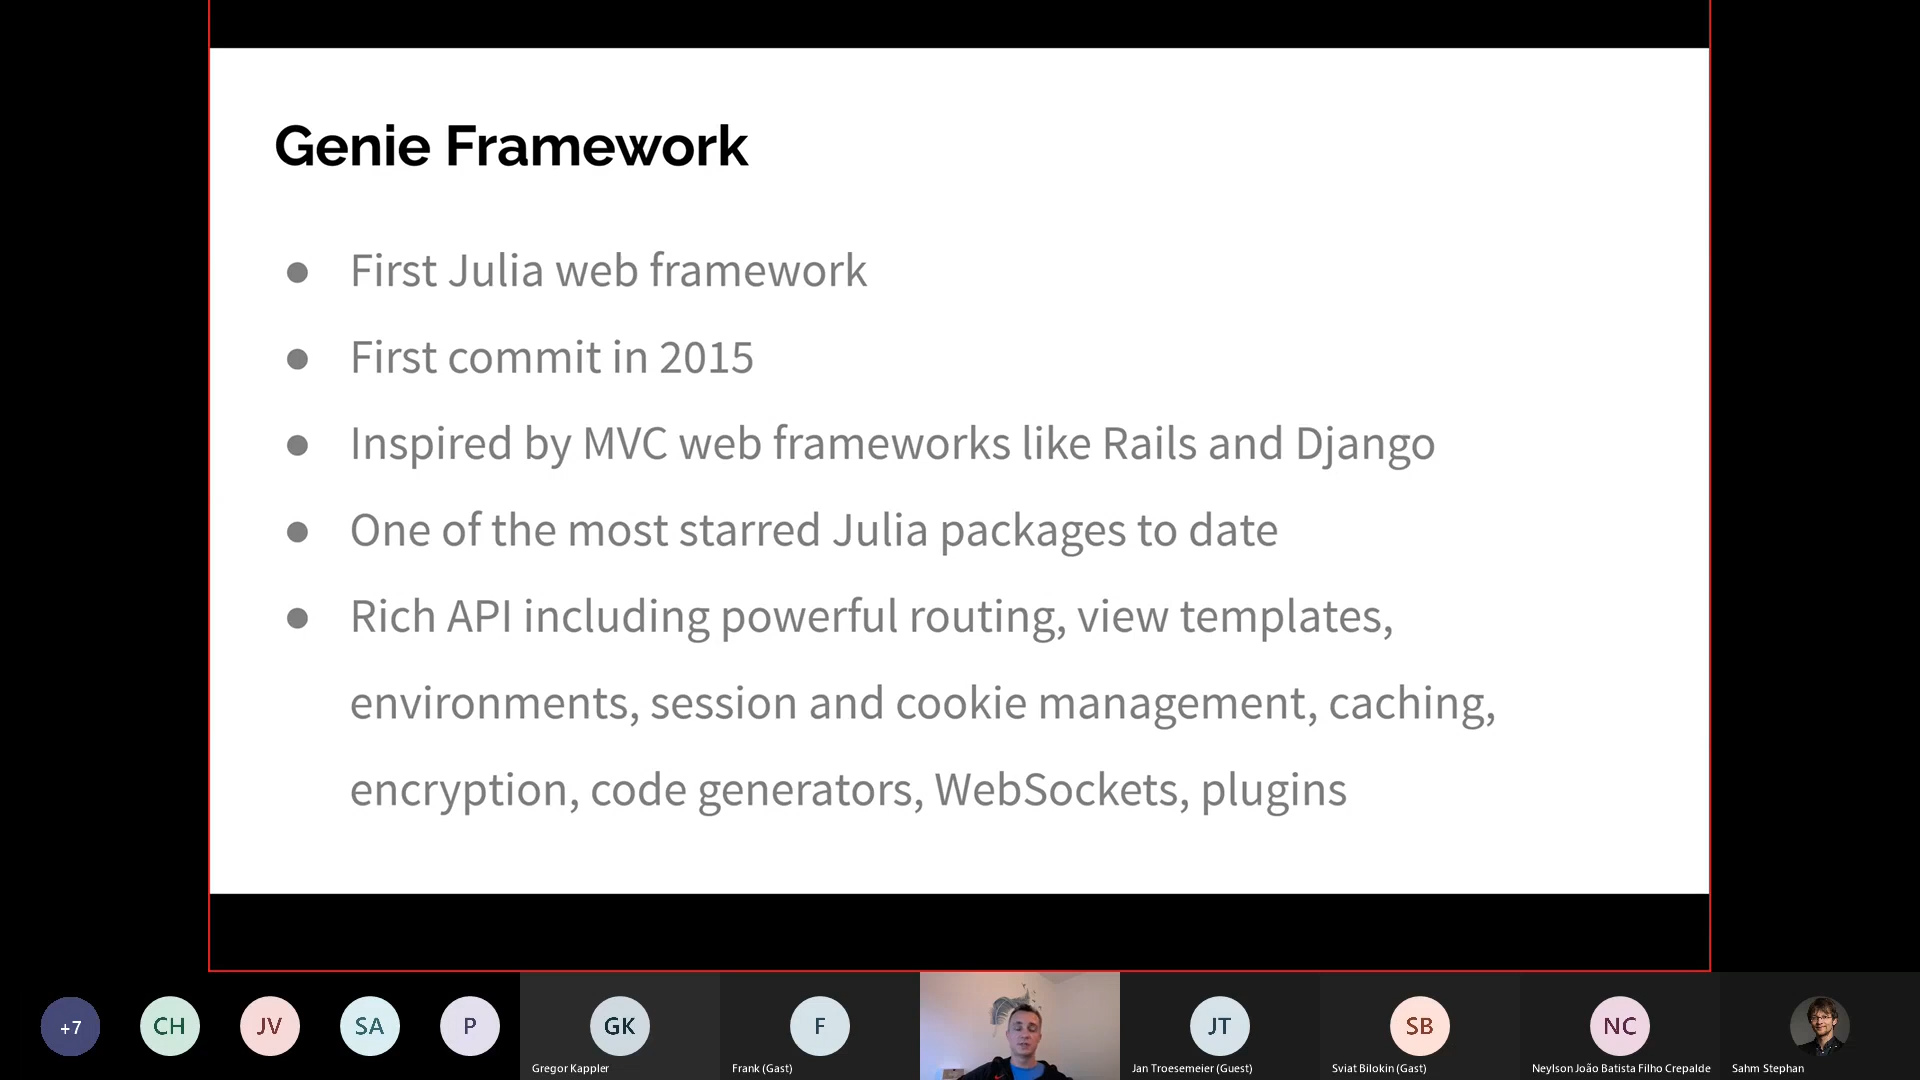 Genie Framework
● First Julia web framework
● First commit in 2015
● Inspired by MVC web frameworks like Rails and Django
● One of the most starred Julia packages to date
● Rich API including powerful routing, view templates,
environments, session and cookie management, caching,
encryption, code generators, WebSockets, plugins
+7
CH
JV
SA
P
GK
Gregor Kappler
F
Frank (Gast)
JT
Jan Troesemeier (Guest)
SB
Sviat Bilokin (Gast)
NC
Neylson João Batista Filho Crepalde
Sahm Stephan